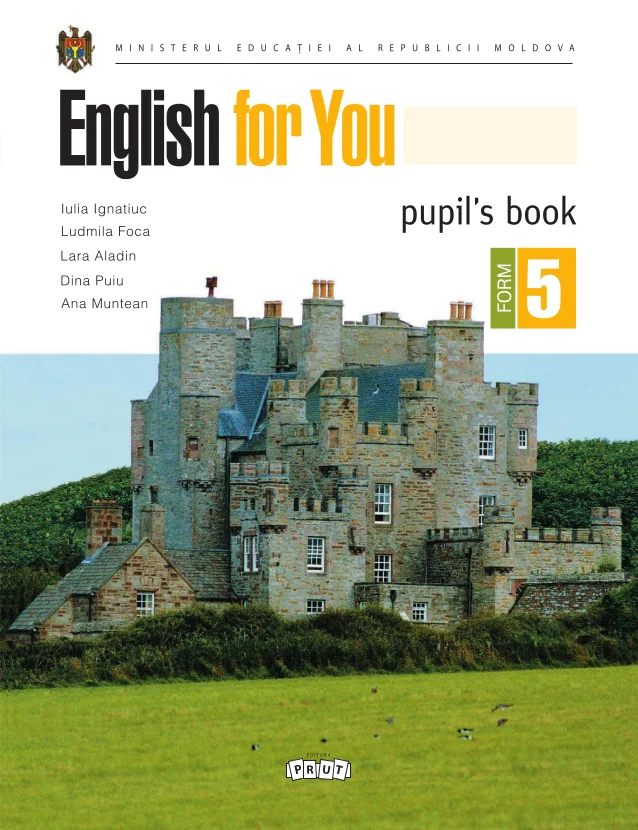 MINISTERUL EDUCAȚIEI AL REPUBLICII MOLDOVA
English for You
Iulia Ignatiuc
Ludmila Foca
Lara Aladin
Dina Puiu
Ana Muntean
pupil's book
FORM 5
EDITURA
PRUT